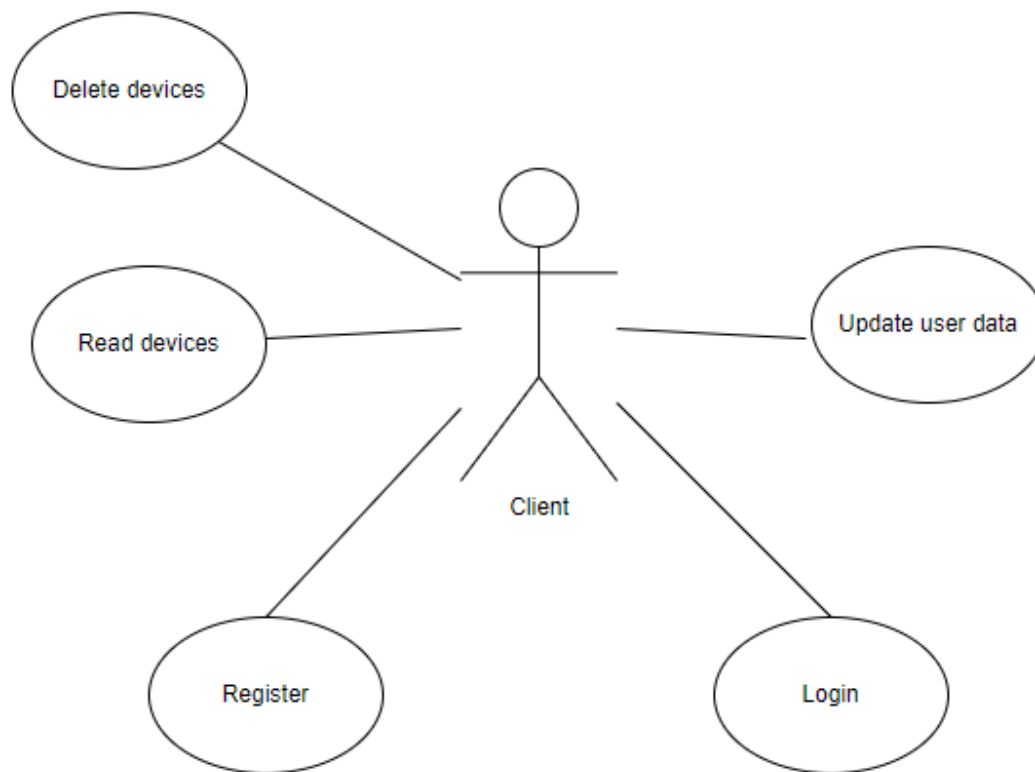 Delete devices
Read devices
Update user data
Client
Register
Login